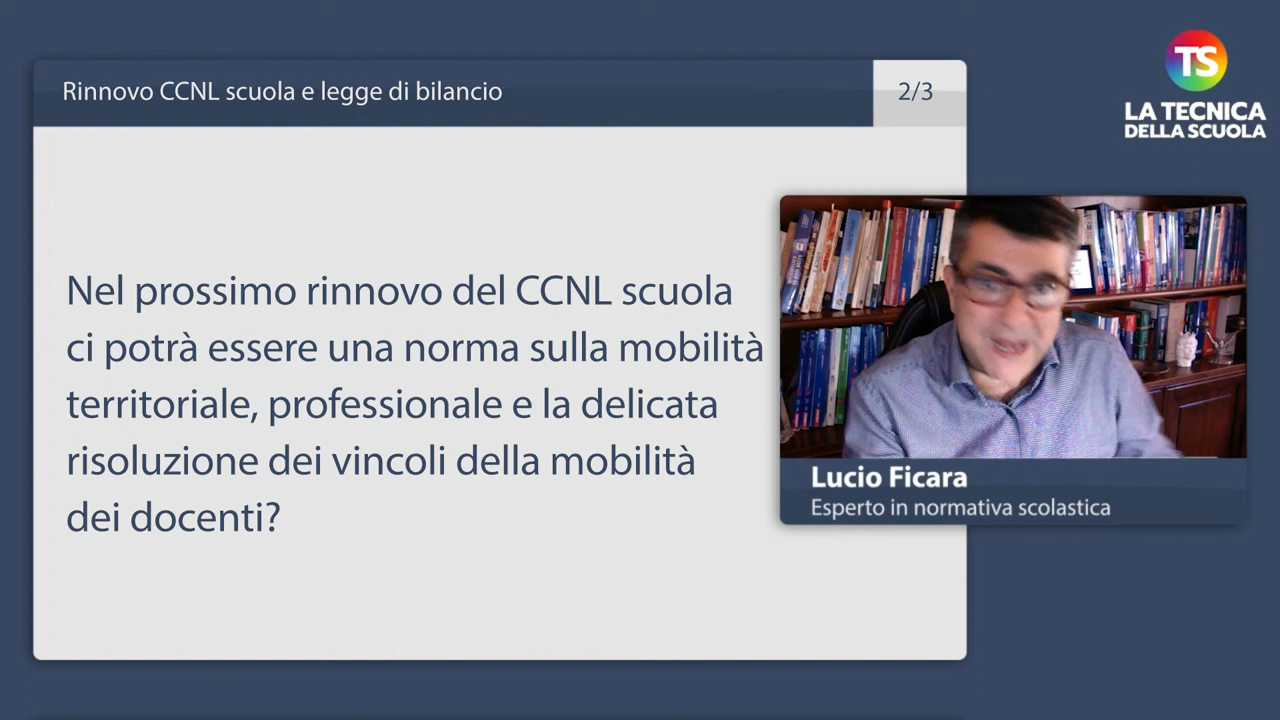 Rinnovo CCNL scuola e legge di bilancio
2/3
TS
LA TECNICA
DELLA SCUOLA
Nel prossimo rinnovo del CCNL scuola
ci potrà essere una norma sulla mobilità
territoriale, professionale e la delicata
risoluzione dei vincoli della mobilità
dei docenti?
Lucio Ficara
Esperto in normativa scolastica